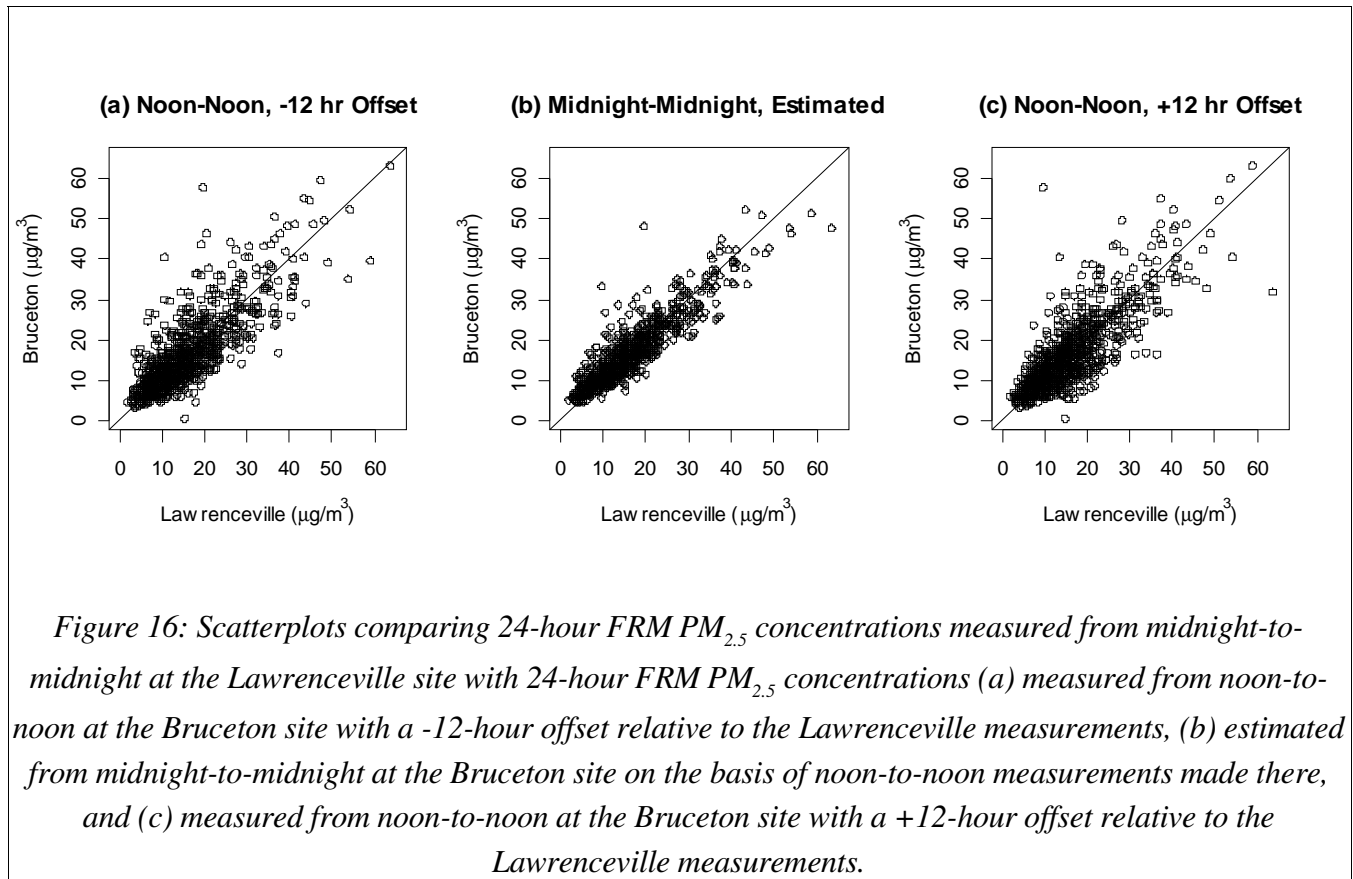 (a) Noon-Noon, -12 hr Offset
Bruceton (μg/m³)
60
50
40
30
20
10
0
0 10 20 30 40 50 60
Law renceville (μg/m³)
(b) Midnight-Midnight, Estimated
Bruceton (μg/m³)
60
50
40
30
20
10
0
0 10 20 30 40 50 60
Law renceville (μg/m³)
(c) Noon-Noon, +12 hr Offset
Bruceton (μg/m³)
60
50
40
30
20
10
0
0 10 20 30 40 50 60
Law renceville (μg/m³)
Figure 16: Scatterplots comparing 24-hour FRM PM₂.₅ concentrations measured from midnight-to-
midnight at the Lawrenceville site with 24-hour FRM PM₂.₅ concentrations (a) measured from noon-to-
noon at the Bruceton site with a -12-hour offset relative to the Lawrenceville measurements, (b) estimated
from midnight-to-midnight at the Bruceton site on the basis of noon-to-noon measurements made there,
and (c) measured from noon-to-noon at the Bruceton site with a +12-hour offset relative to the
Lawrenceville measurements.